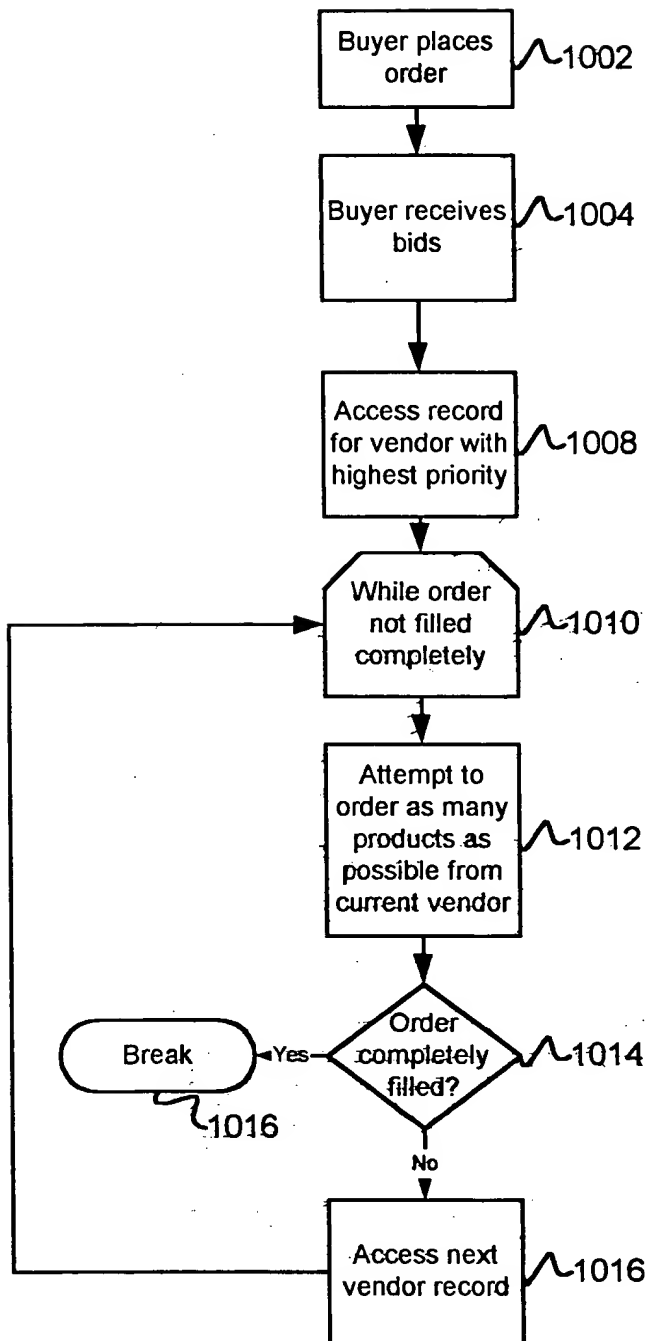 Buyer places
order
1002
Buyer receives
bids
1004
Access record
for vendor with
highest priority
1008
While order
not filled
completely
1010
Attempt to
order as many
products as
possible from
current vendor
1012
Order
completely
filled?
1014
Yes
Break
1016
No
Access next
vendor record
1016